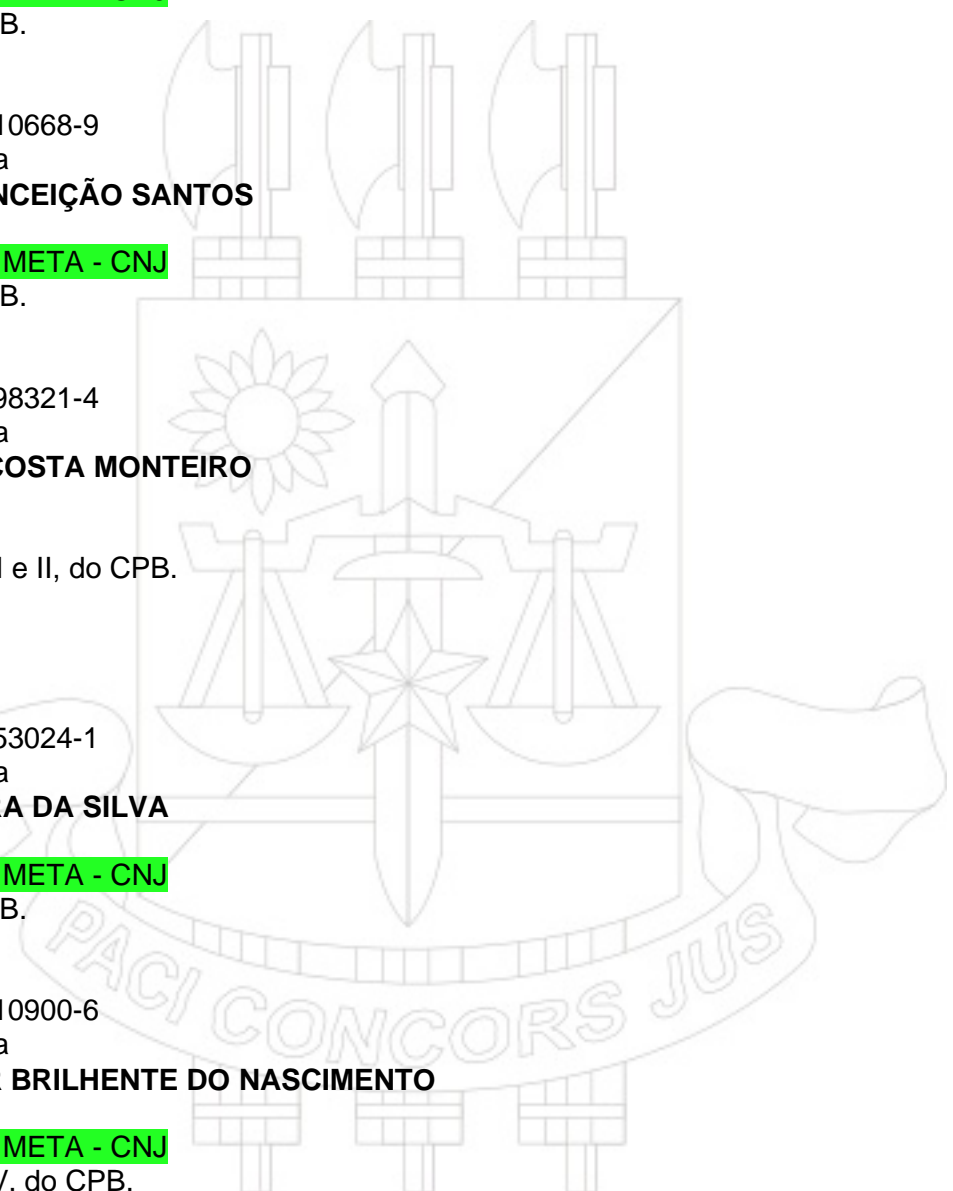 B.
10668-9
a
NCEIÇÃO SANTOS
META - CNJ
B.
98321-4
a
COSTA MONTEIRO
I e II, do CPB.
53024-1
a
RA DA SILVA
META - CNJ
B.
PACI CONCORS JUS
10900-6
a
R BRILHENTE DO NASCIMENTO
META - CNJ
V, do CPB.